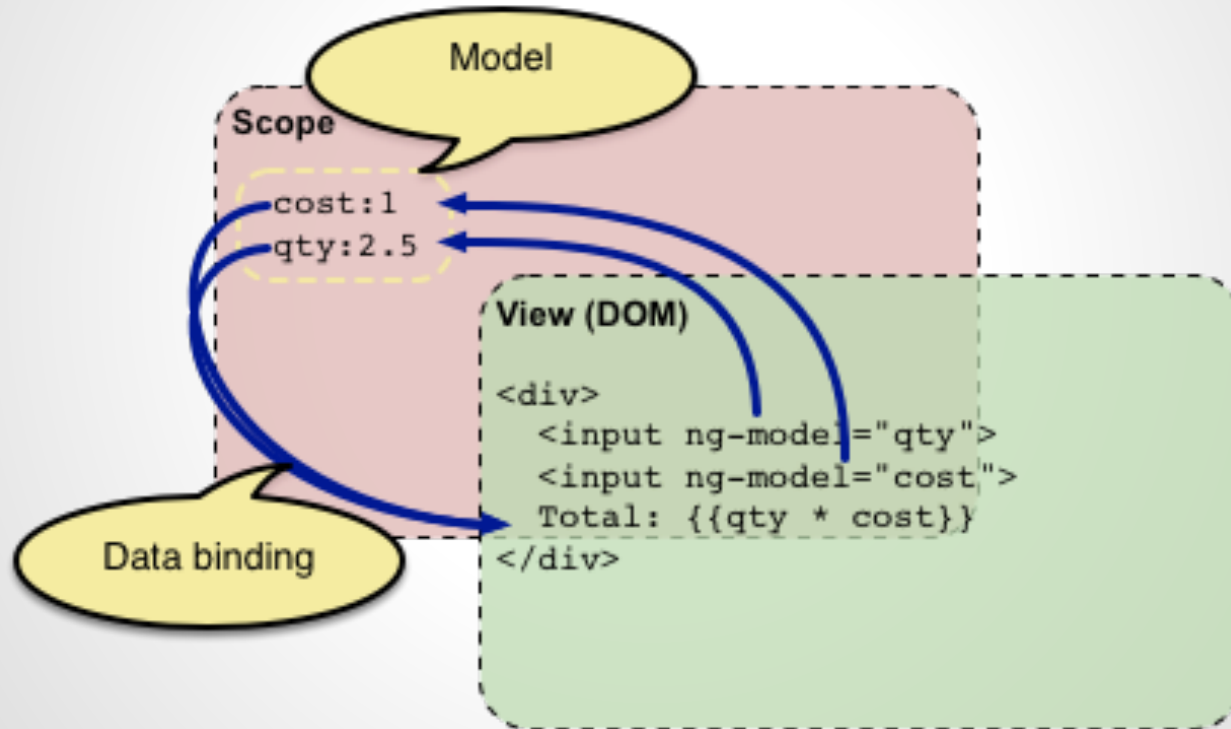 Model
Scope
cost:1
qty:2.5
View (DOM)
<div>
<input ng-model="qty">
<input ng-model="cost">
Total: {{qty * cost}}
</div>
Data binding